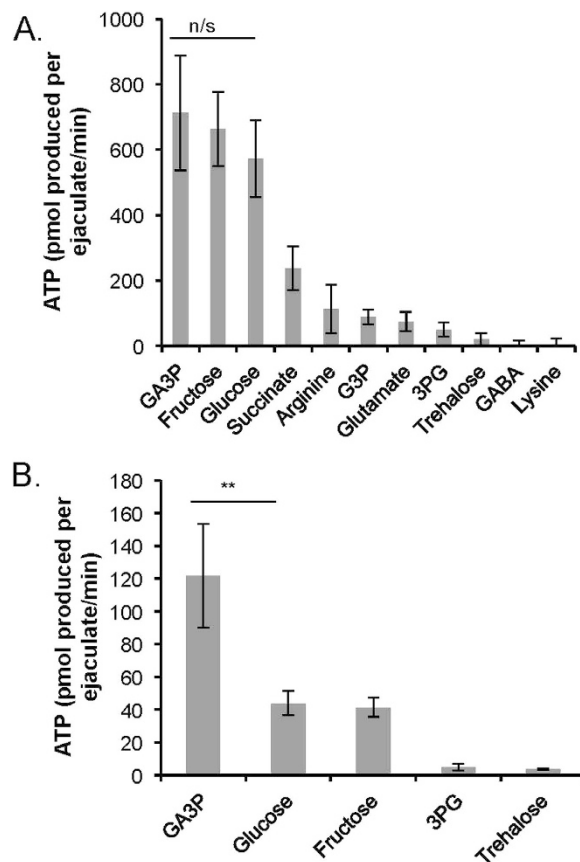 A.
n/s
ATP (pmol produced per
ejaculate/min)
1000
800
600
400
200
0
GA3P
Fructose
Glucose
Succinate
Arginine
G3P
Glutamate
3PG
Trehalose
GABA
Lysine
B.
**
ATP (pmol produced per
ejaculate/min)
180
160
140
120
100
80
60
40
20
0
GA3P
Glucose
Fructose
3PG
Trehalose